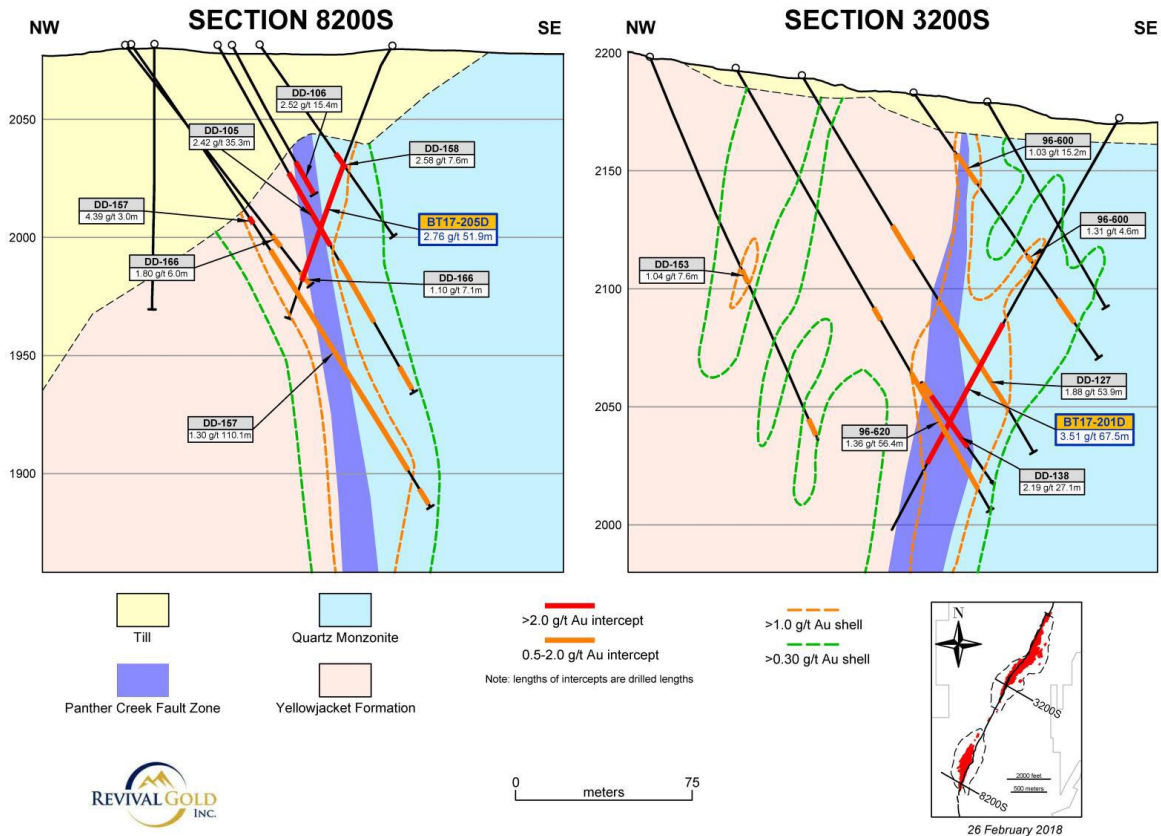 SECTION 8200S
NW
SE
2050
2000
1950
1900
DD-106
2.52 g/t 15.4m
DD-105
2.42 g/t 35.3m
DD-158
2.58 g/t 7.6m
DD-157
4.39 g/t 3.0m
BT17-205D
2.76 g/t 51.9m
DD-166
1.80 g/t 6.0m
DD-166
1.10 g/t 7.1m
DD-157
1.30 g/t 110.1m
SECTION 3200S
NW
SE
2200
2150
2100
2050
2000
96-600
1.03 g/t 15.2m
96-600
1.31 g/t 4.6m
DD-153
1.04 g/t 7.6m
DD-127
1.88 g/t 53.9m
BT17-201D
3.51 g/t 67.5m
96-620
1.36 g/t 56.4m
DD-138
2.19 g/t 27.1m
Till
Quartz Monzonite
Panther Creek Fault Zone
Yellowjacket Formation
>2.0 g/t Au intercept
0.5-2.0 g/t Au intercept
Note: lengths of intercepts are drilled lengths
>1.0 g/t Au shell
>0.30 g/t Au shell
REVIVAL GOLD
INC.
0
75
meters
N
3200S
8200S
2000 feet
500 meters
26 February 2018